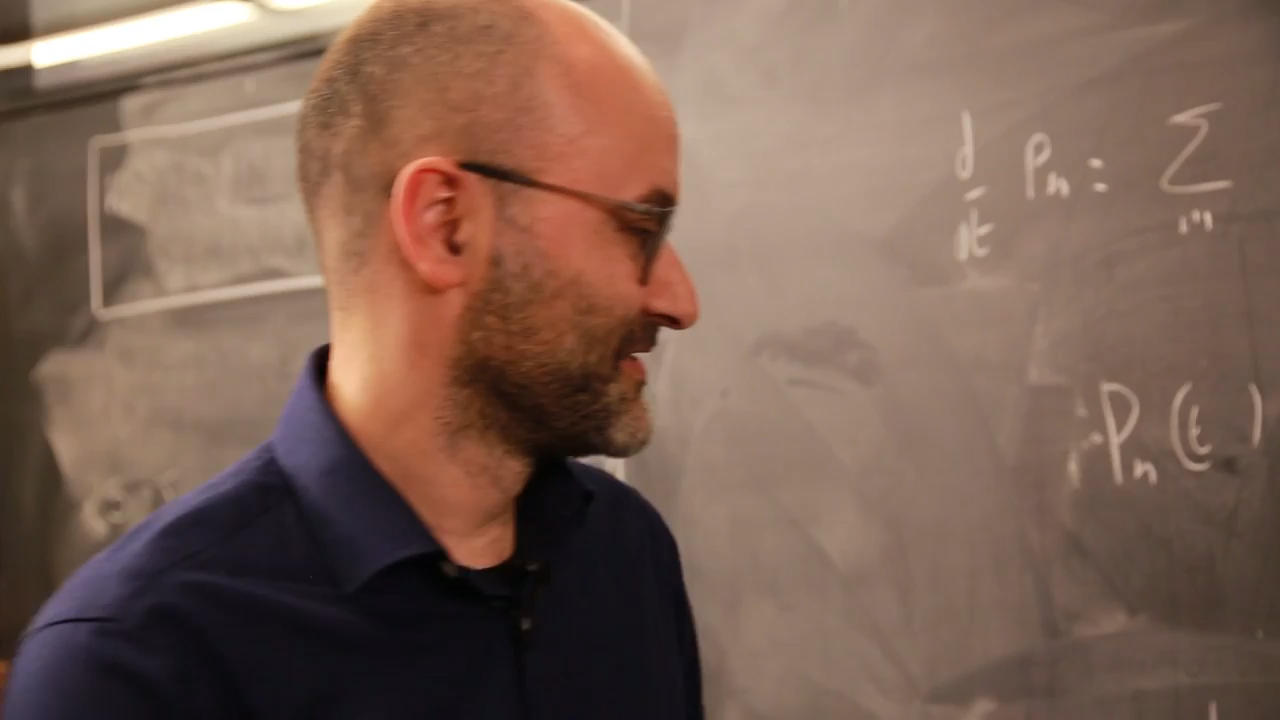 d/dt Pₙ = Σ
Pₙ(t)